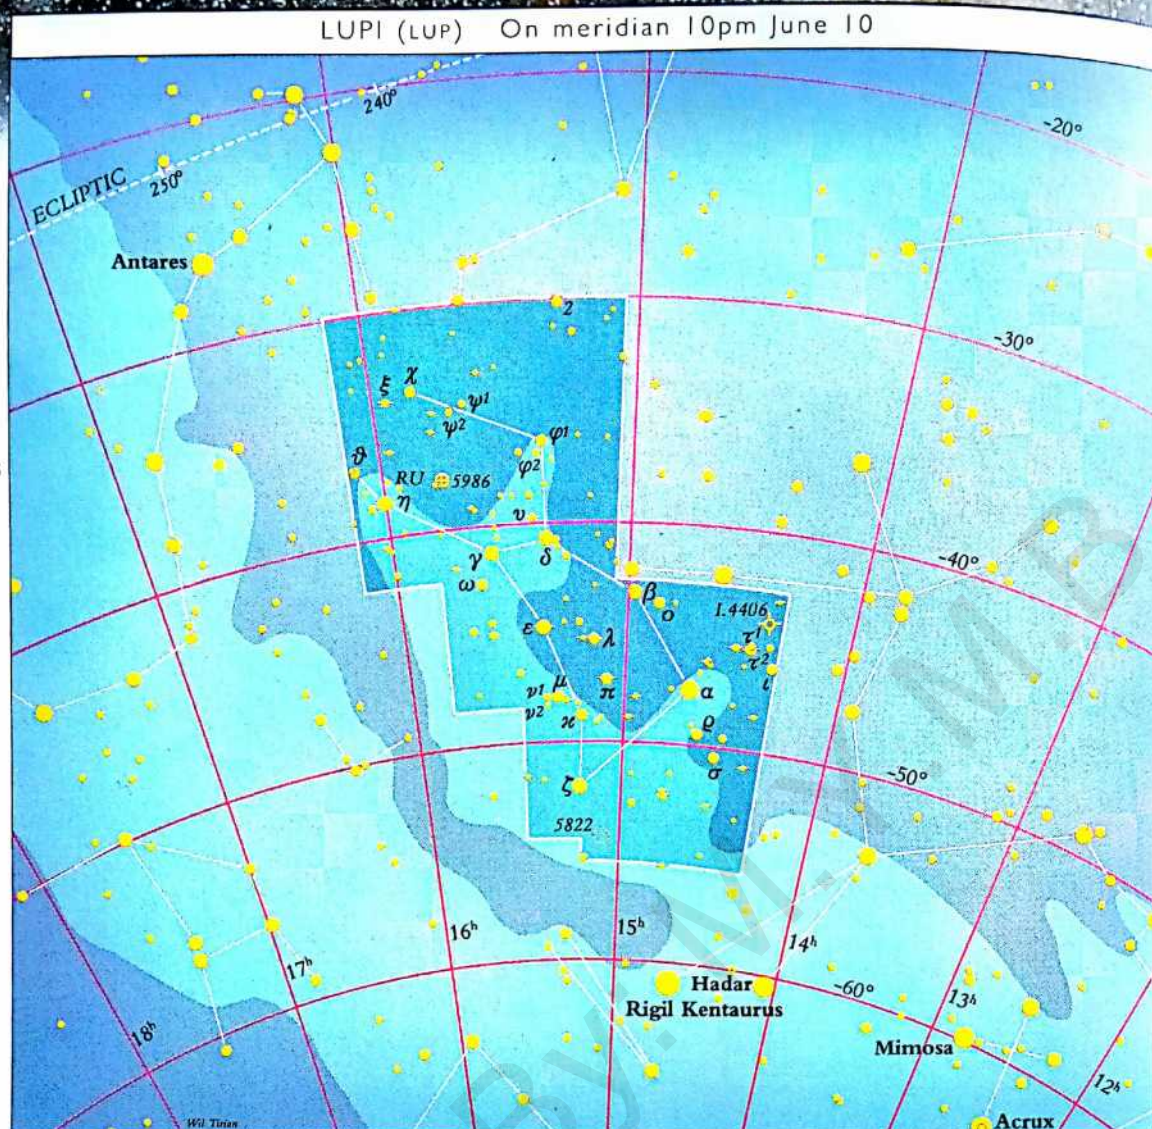 LUPI (LUP) On meridian 10pm June 10
240°
-20°
ECLIPTIC
250°
Antares
2
-30°
ξ χ
ψ1
ψ2
φ1
φ2
ϑ
RU 5986
η
υ
γ δ
-40°
ω
β
ο
I.4406
ε λ
τ1
τ2
ι
μ
ν1
π
α
ν2
ϰ
ϱ
σ
-50°
ζ
5822
16h
15h
14h
17h
Hadar
-60°
Rigil Kentaurus
13h
18h
Mimosa
12h
Wil Tirion
Acrux
By: M.Y.M.B